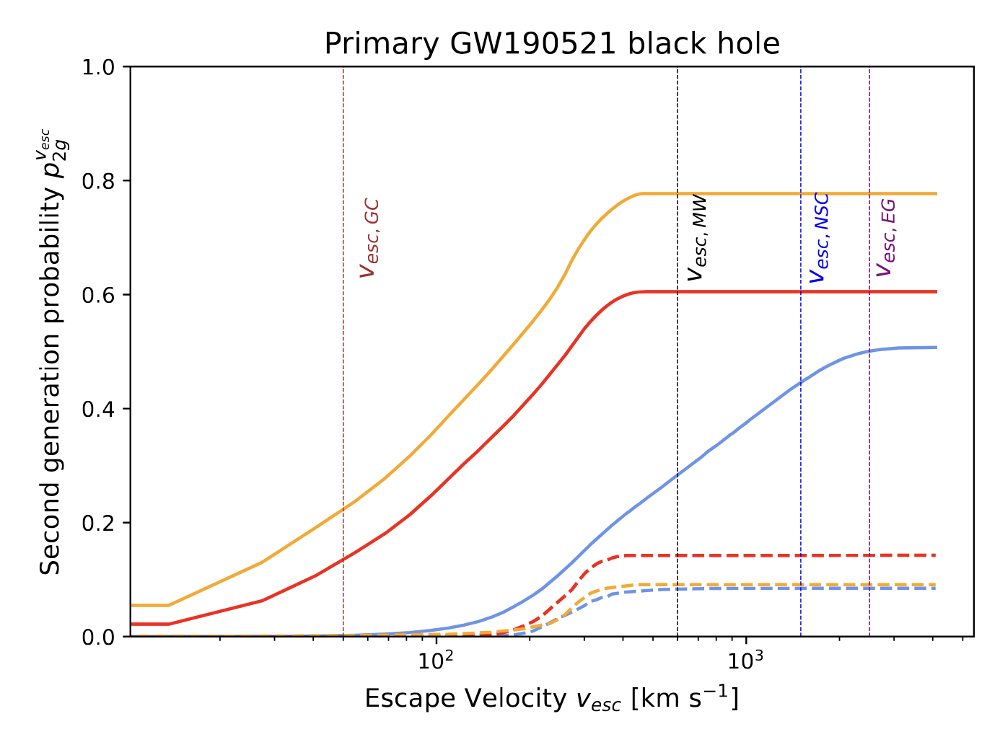 Primary GW190521 black hole
Second generation probability $p_{2g}^{v_{esc}}$
1.0
0.8
0.6
0.4
0.2
0.0
$v_{esc, GC}$
$v_{esc, MW}$
$v_{esc, NSC}$
$v_{esc, EG}$
$10^2$
$10^3$
Escape Velocity $v_{esc}$ [km s$^{-1}$]